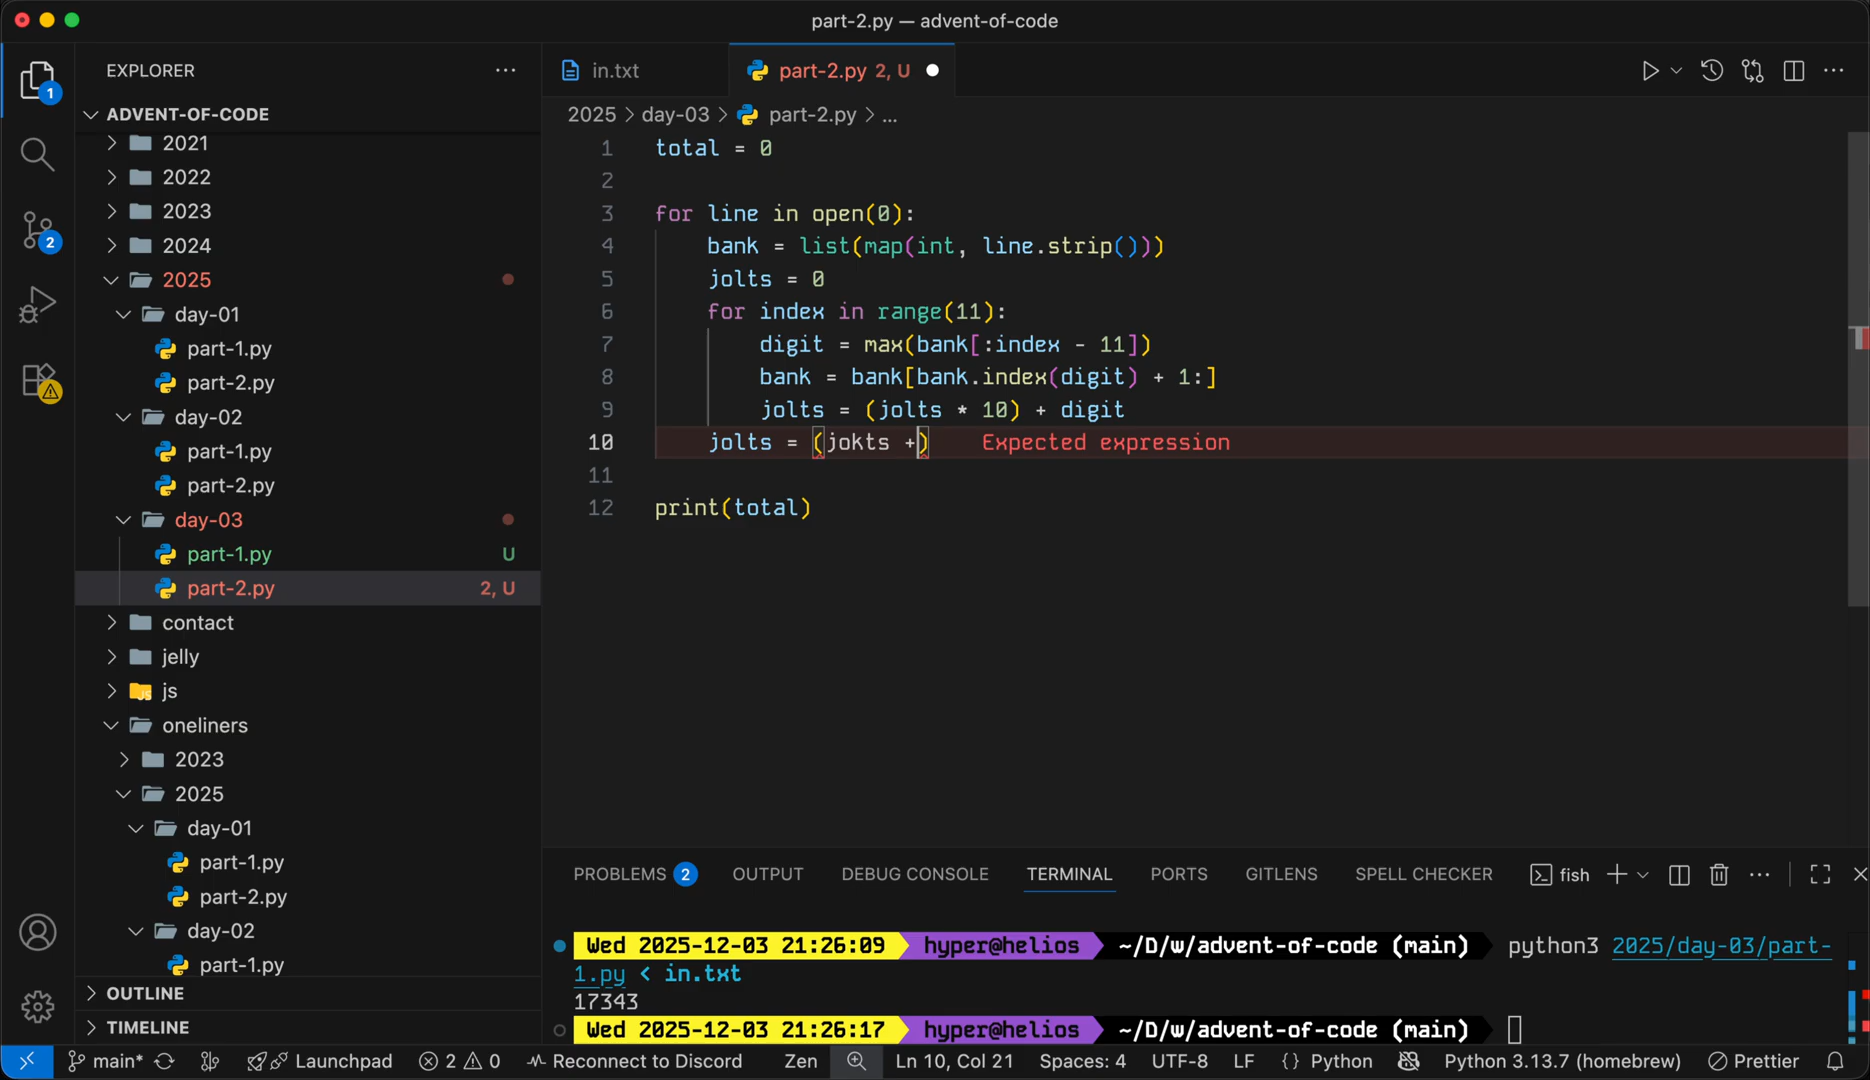 part-2.py — advent-of-code
EXPLORER
in.txt
part-2.py 2, U
1
ADVENT-OF-CODE
2025 > day-03 > part-2.py > ...
2021
2022
2023
2024
2025
day-01
part-1.py
part-2.py
day-02
part-1.py
part-2.py
day-03
part-1.py U
part-2.py 2, U
contact
jelly
js
oneliners
2023
2025
day-01
part-1.py
part-2.py
day-02
part-1.py
OUTLINE
TIMELINE
2
1 total = 0
2
3 for line in open(0):
4 bank = list(map(int, line.strip()))
5 jolts = 0
6 for index in range(11):
7 digit = max(bank[:index - 11])
8 bank = bank[bank.index(digit) + 1:]
9 jolts = (jolts * 10) + digit
10 jolts = (jokts +) Expected expression
11
12 print(total)
PROBLEMS 2 OUTPUT DEBUG CONSOLE TERMINAL PORTS GITLENS SPELL CHECKER fish
Wed 2025-12-03 21:26:09 hyper@helios ~/D/w/advent-of-code (main) python3 2025/day-03/part-
1.py < in.txt
17343
Wed 2025-12-03 21:26:17 hyper@helios ~/D/w/advent-of-code (main)
main* Launchpad 2 0 Reconnect to Discord Zen Ln 10, Col 21 Spaces: 4 UTF-8 LF {} Python Python 3.13.7 (homebrew) Prettier